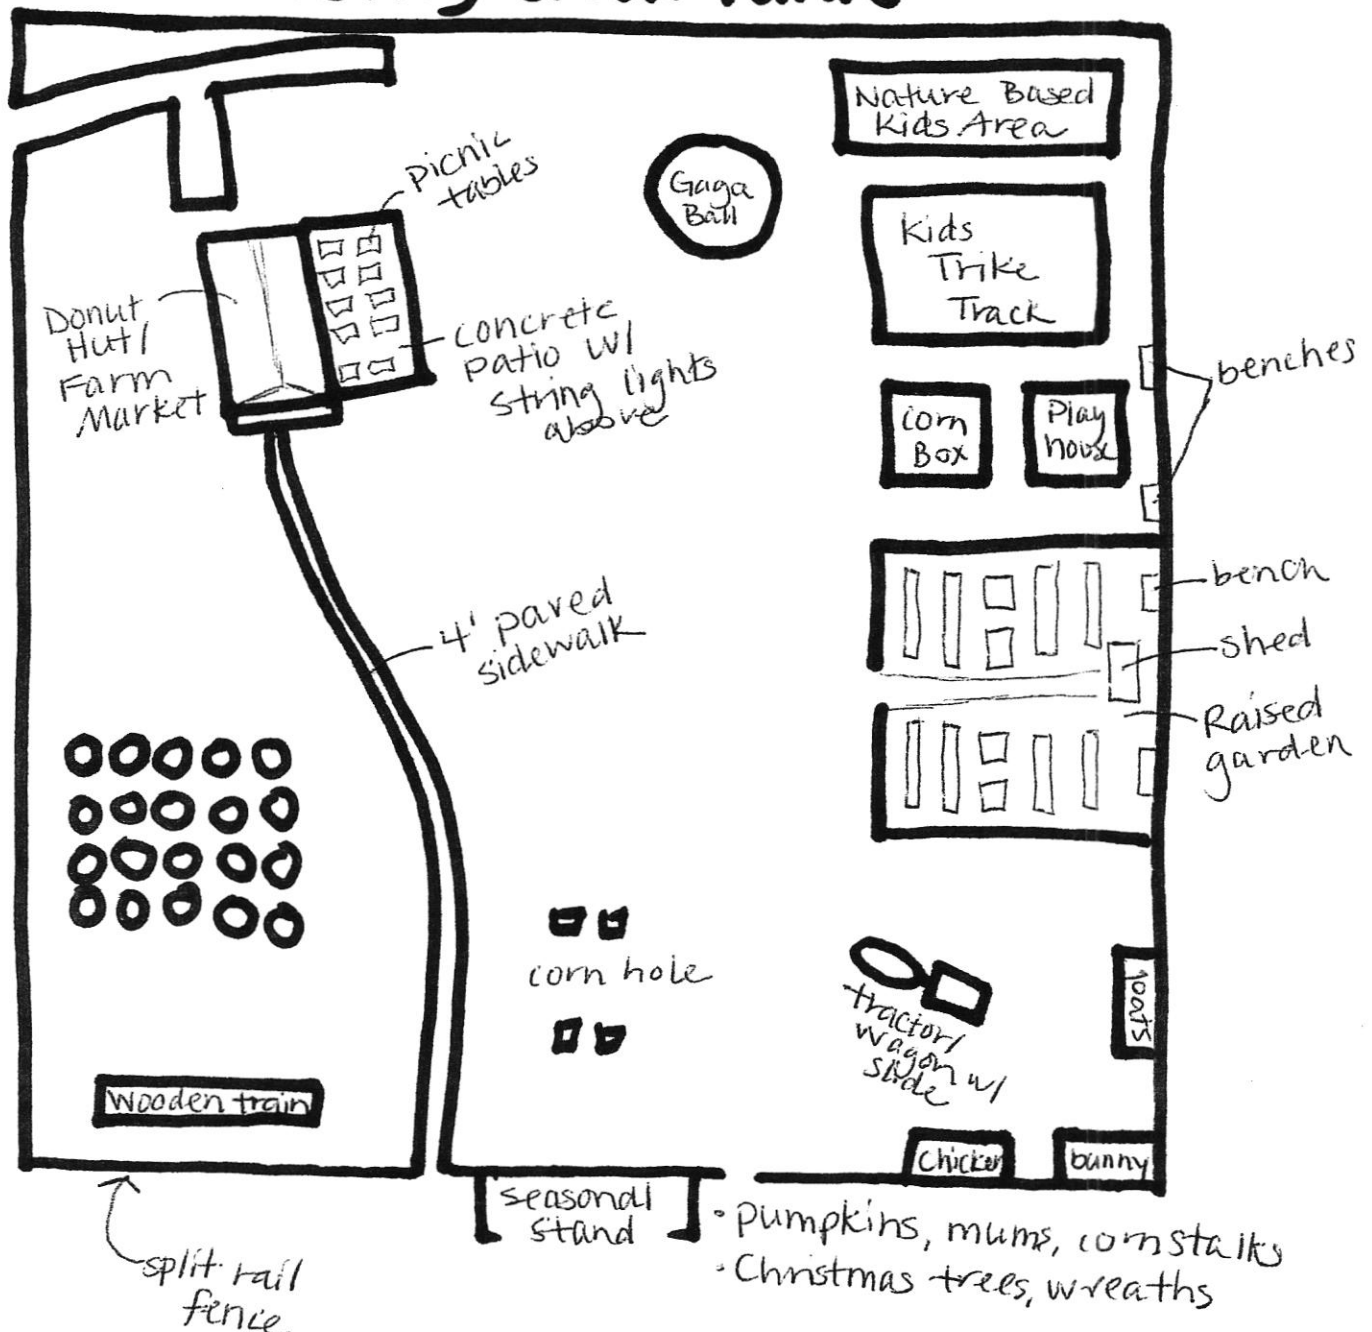 Nature Based
Kids Area
Gaga
Ball
Picnic
tables
Kids
Trike
Track
Donut
Hut/
Farm
Market
concrete
patio w/
string lights
above
benches
Corn
Box
Play
house
bench
shed
Raised
garden
4' paved
sidewalk
corn hole
tractor/
wagon w/
slide
goats
Wooden train
Chicken
bunny
seasonal
stand
• pumpkins, mums, corn stalks
• Christmas trees, wreaths
split rail
fence